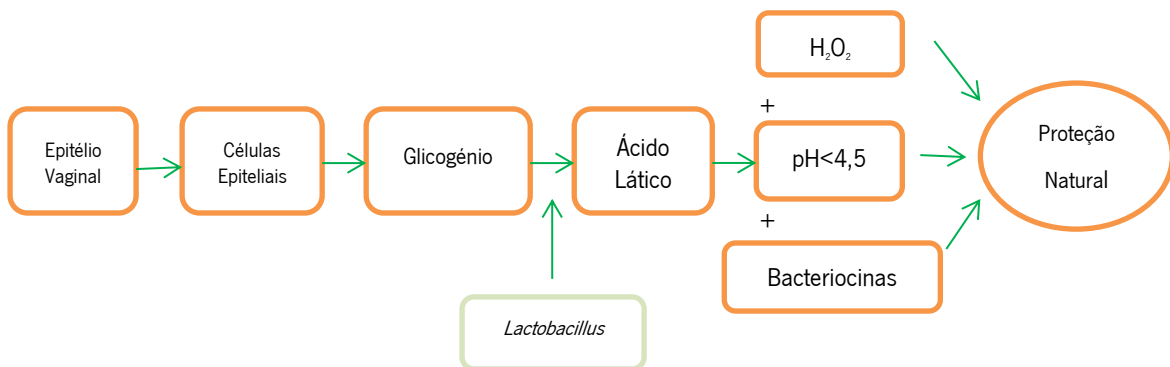 Epitélio
Vaginal
Células
Epiteliais
Glicogénio
Ácido
Lático
H₂O₂
+
pH<4,5
+
Bacteriocinas
Proteção
Natural
Lactobacillus